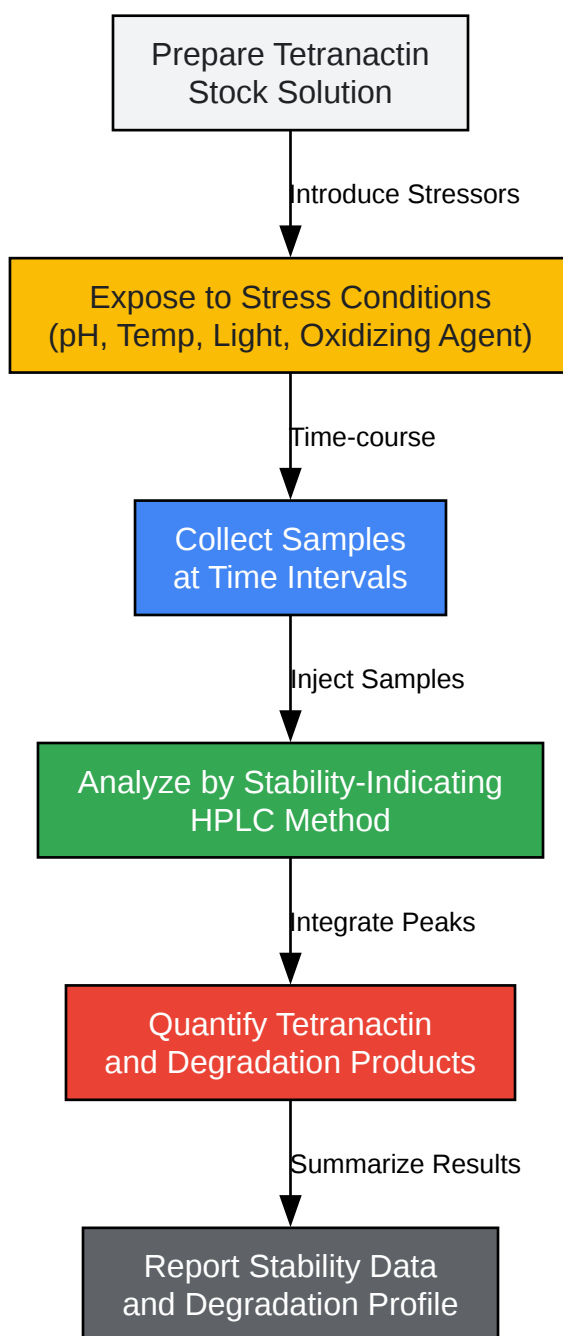 Prepare Tetranactin
Stock Solution
Introduce Stressors
Expose to Stress Conditions
(pH, Temp, Light, Oxidizing Agent)
Time-course
Collect Samples
at Time Intervals
Inject Samples
Analyze by Stability-Indicating
HPLC Method
Integrate Peaks
Quantify Tetranactin
and Degradation Products
Summarize Results
Report Stability Data
and Degradation Profile